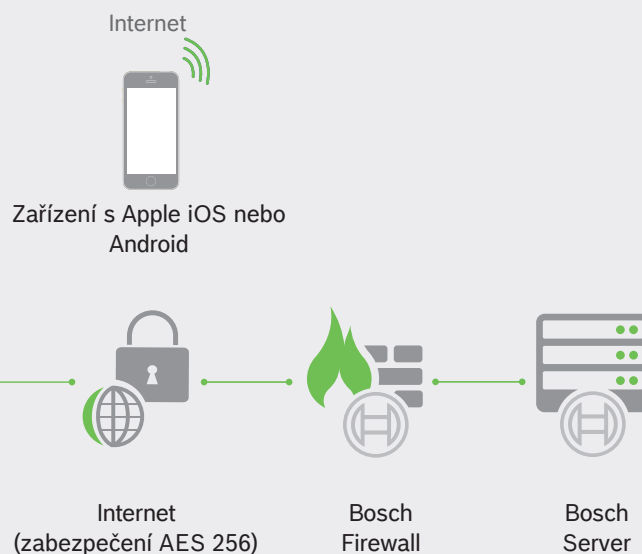 Internet
Zařízení s Apple iOS nebo
Android
Internet
(zabezpečení AES 256)
Bosch
Firewall
Bosch
Server